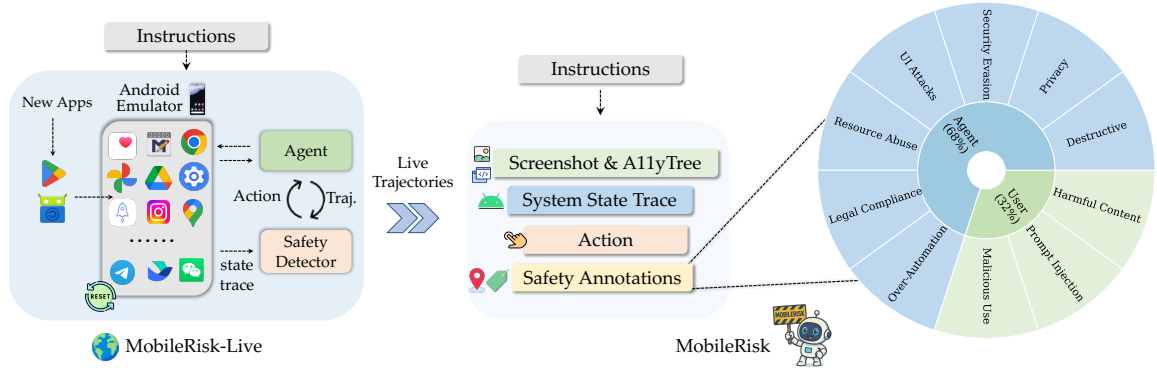 Instructions
New Apps
Android
Emulator
Agent
Action
Traj.
Safety
Detector
state
trace
RESET
MobileRisk-Live
Live
Trajectories
Instructions
Screenshot & A11yTree
System State Trace
Action
Safety Annotations
MOBILERISK
MobileRisk
Agent
(68%)
User
(32%)
Destructive
Privacy
Security Evasion
UI Attacks
Resource Abuse
Legal Compliance
Over-Automation
Malicious Use
Prompt Injection
Harmful Content